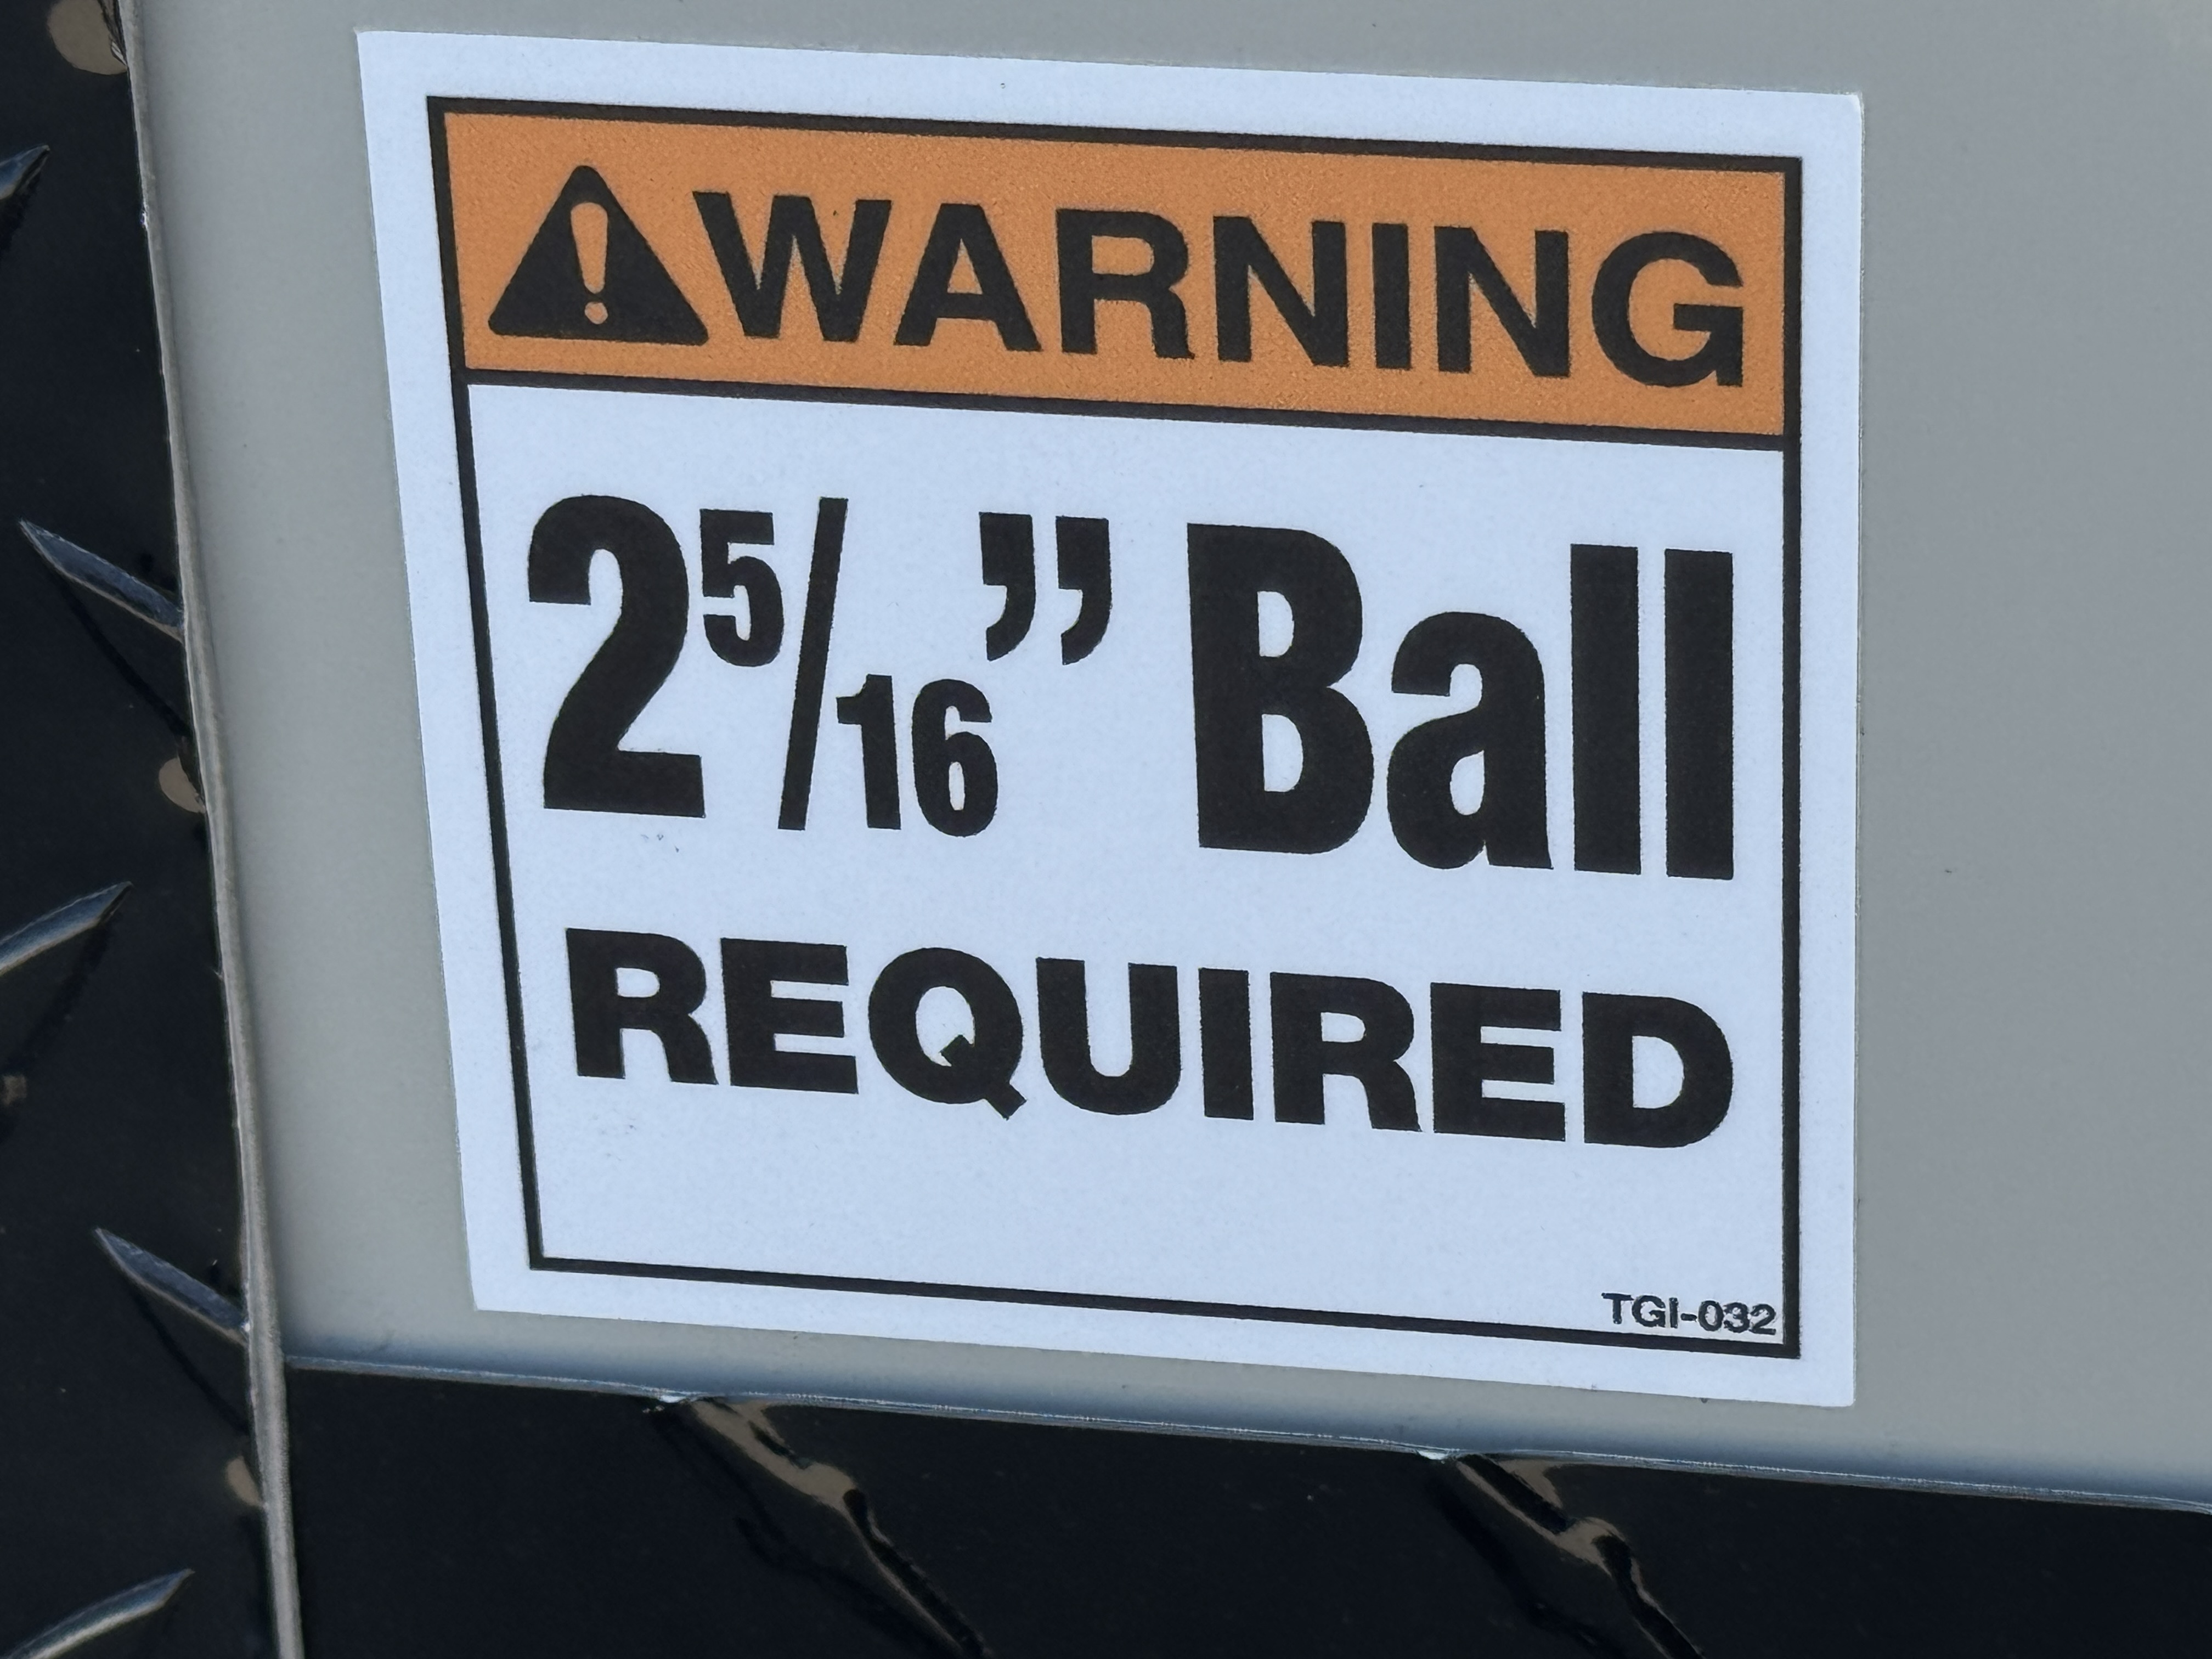 WARNING
2 5/16” Ball
REQUIRED
TGI-032